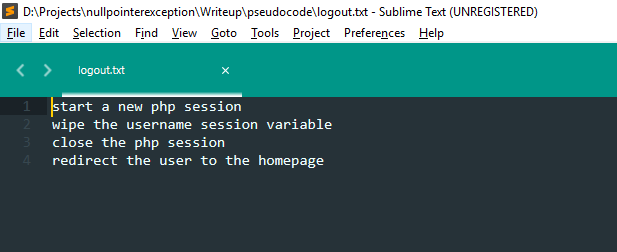 D:\Projects\nullpointerexception\Writeup\pseudocode\logout.txt - Sublime Text (UNREGISTERED)
File Edit Selection Find View Goto Tools Project Preferences Help
logout.txt ×
1 start a new php session
2 wipe the username session variable
3 close the php session
4 redirect the user to the homepage